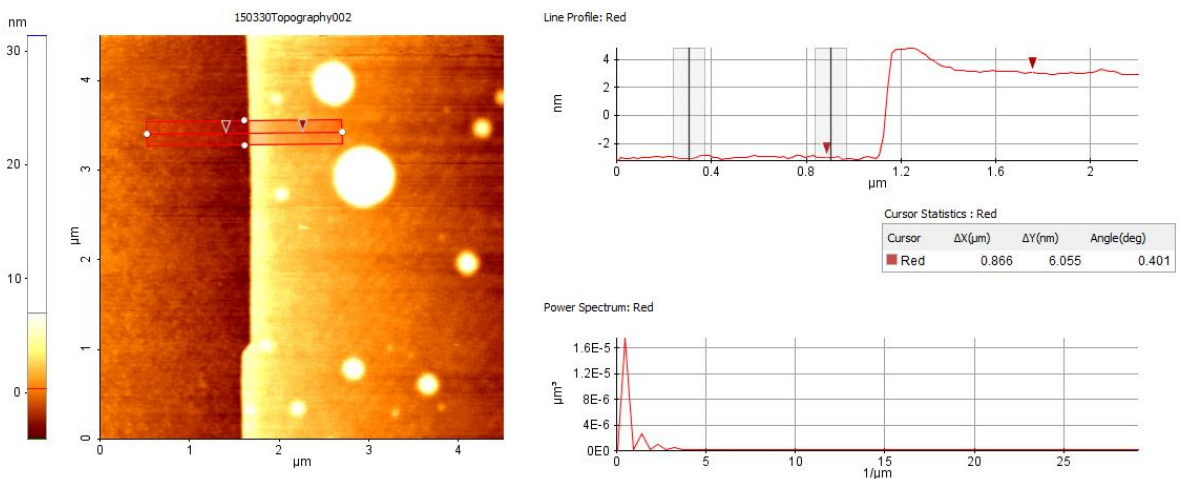 150330Topography002
nm
30
20
10
0
4
3
2
1
0
µm
0
1
2
3
4
µm
Line Profile: Red
4
2
0
-2
nm
0
0.4
0.8
1.2
1.6
2
µm
Cursor Statistics : Red
Cursor ΔX(µm) ΔY(nm) Angle(deg)
Red 0.866 6.055 0.401
Power Spectrum: Red
1.6E-5
1.2E-5
8E-6
4E-6
0E0
µm³
0
5
10
15
20
25
1/µm